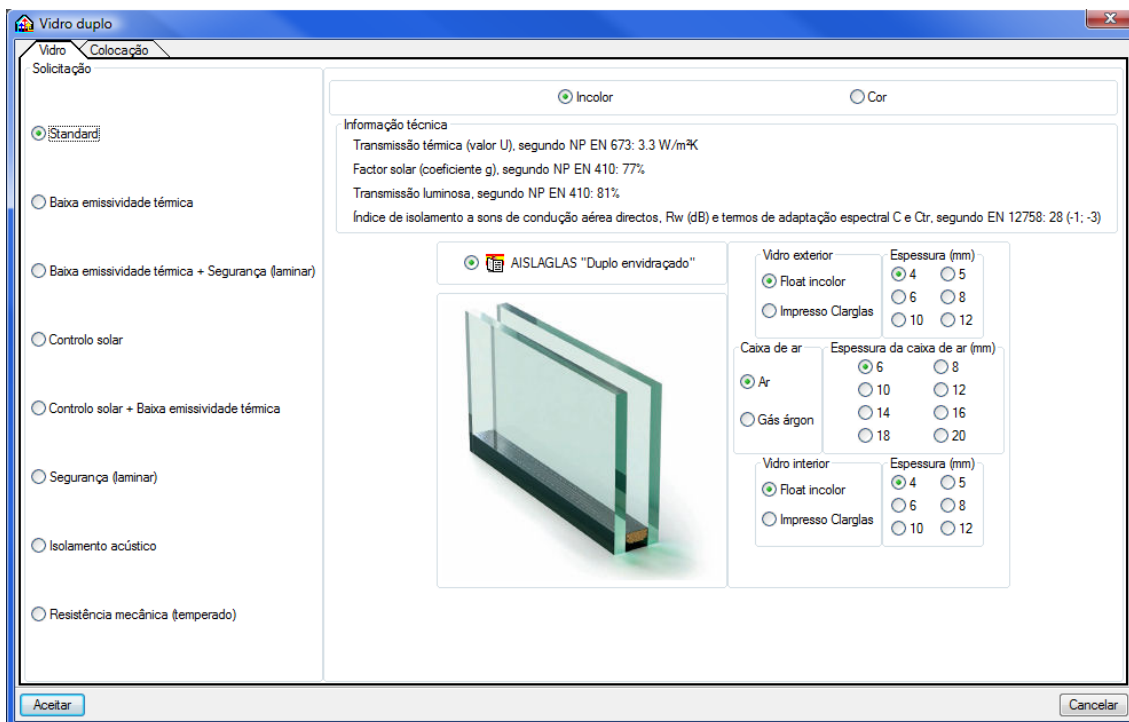 Vidro duplo
Vidro Colocação
Solicitação
Standard
Baixa emissividade térmica
Baixa emissividade térmica + Segurança (laminar)
Controlo solar
Controlo solar + Baixa emissividade térmica
Segurança (laminar)
Isolamento acústico
Resistência mecânica (temperado)
Incolor Cor
Informação técnica
Transmissão térmica (valor U), segundo NP EN 673: 3.3 W/m²K
Factor solar (coeficiente g), segundo NP EN 410: 77%
Transmissão luminosa, segundo NP EN 410: 81%
Índice de isolamento a sons de condução aérea directos, Rw (dB) e termos de adaptação espectral C e Ctr, segundo EN 12758: 28 (-1; -3)
AISLAGLAS "Duplo envidraçado"
Vidro exterior
Float incolor
Impresso Clarglas
Espessura (mm)
4 5
6 8
10 12
Caixa de ar
Ar
Gás árgon
Espessura da caixa de ar (mm)
6 8
10 12
14 16
18 20
Vidro interior
Float incolor
Impresso Clarglas
Espessura (mm)
4 5
6 8
10 12
Aceitar Cancelar